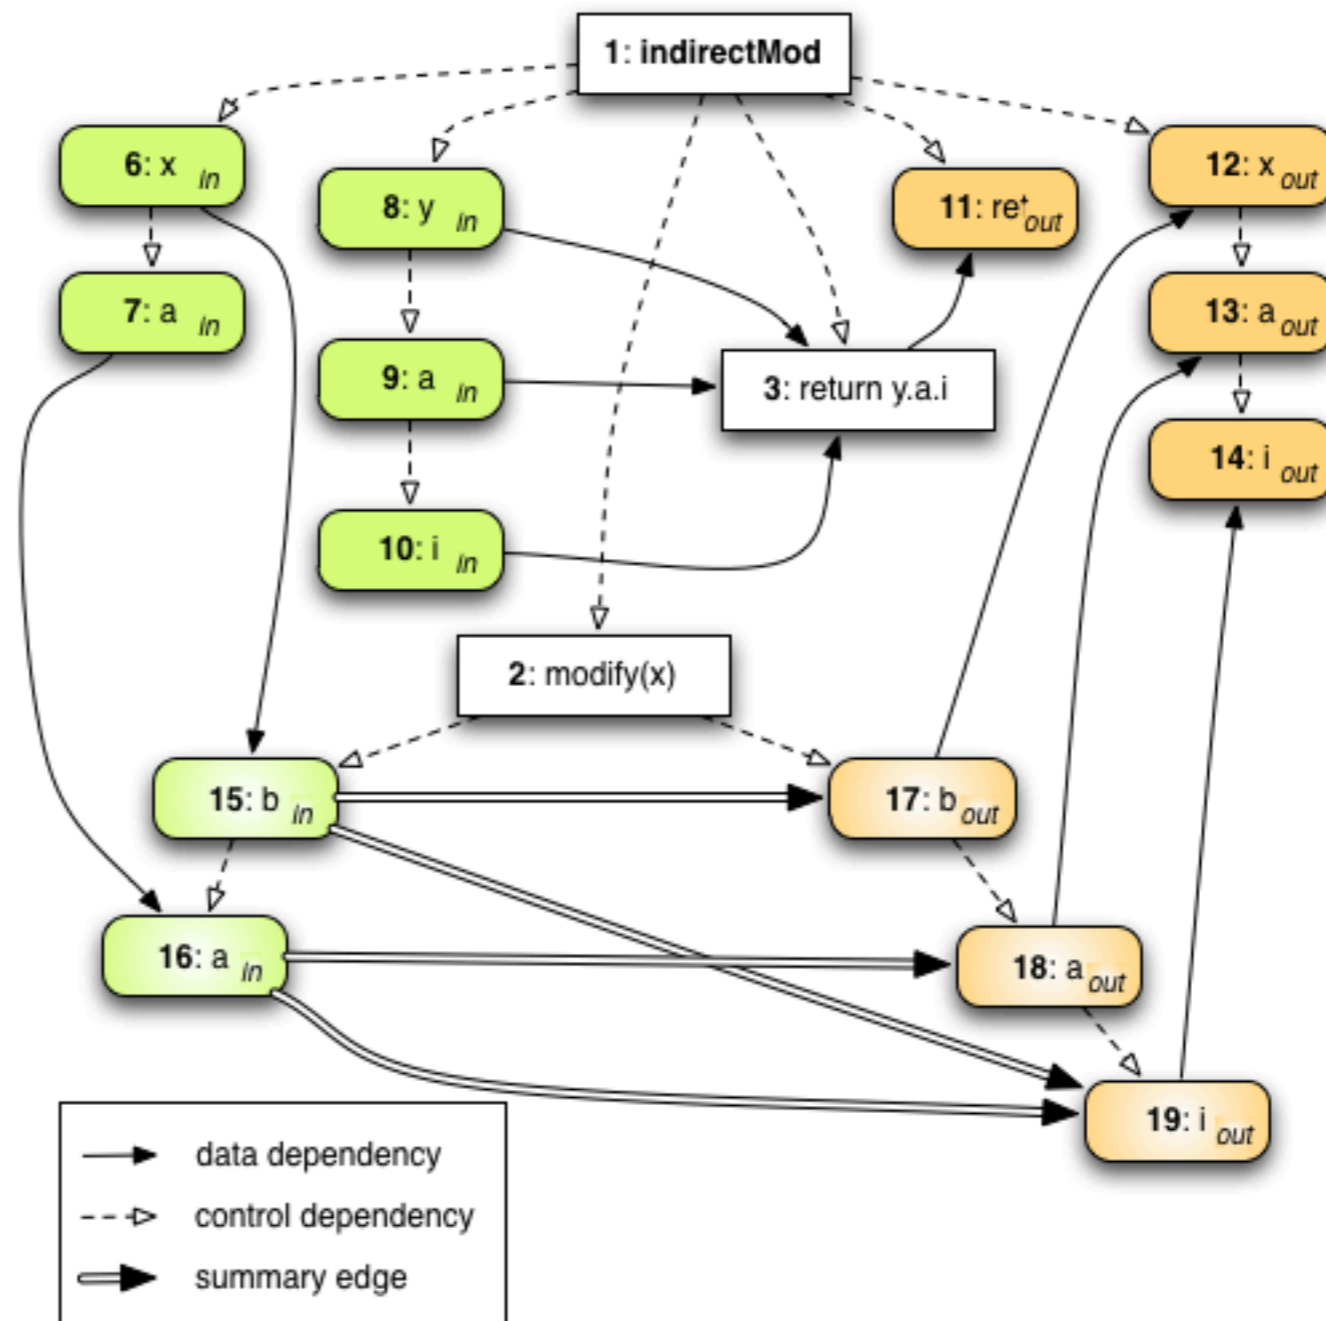 1: indirectMod
6: x in
8: y in
11: ret out
12: x out
7: a in
13: a out
9: a in
3: return y.a.i
14: i out
10: i in
2: modify(x)
15: b in
17: b out
16: a in
18: a out
19: i out
data dependency
control dependency
summary edge